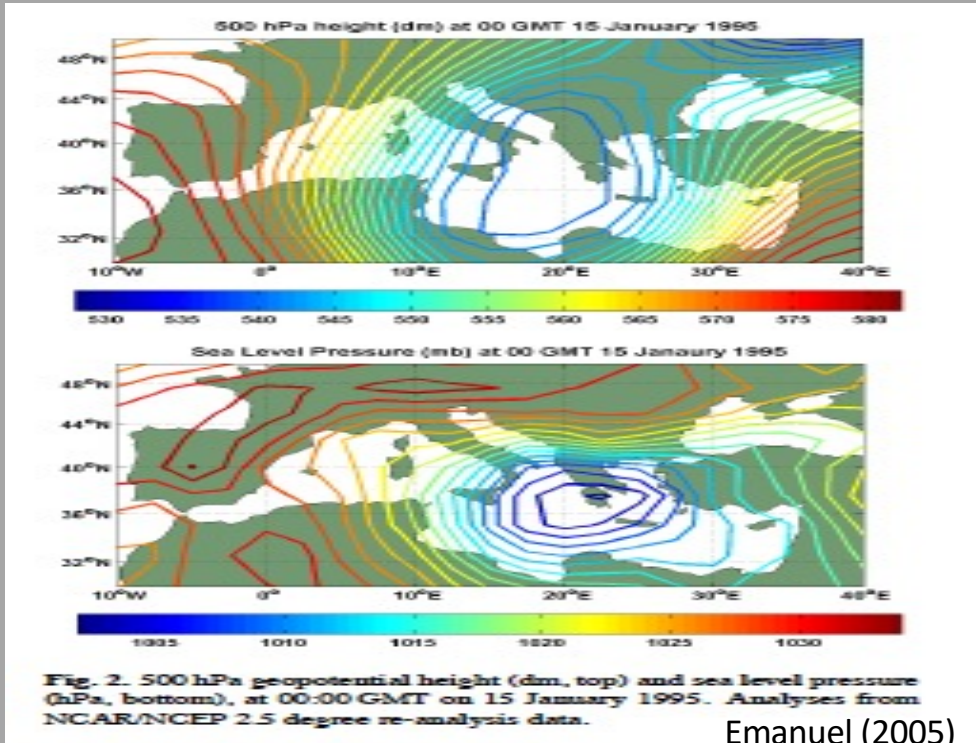 500 hPa height (dm) at 00 GMT 15 January 1995
48°N
44°N
40°N
36°N
32°N
10°W 0° 10°E 20°E 30°E 40°E
530 535 540 545 550 555 560 565 570 575 580
Sea Level Pressure (mb) at 00 GMT 15 Janaury 1995
48°N
44°N
40°N
36°N
32°N
10°W 0° 10°E 20°E 30°E 40°E
1005 1010 1015 1020 1025 1030
Fig. 2. 500 hPa geopotential height (dm, top) and sea level pressure
(hPa, bottom), at 00:00 GMT on 15 January 1995. Analyses from
NCAR/NCEP 2.5 degree re-analysis data.
Emanuel (2005)